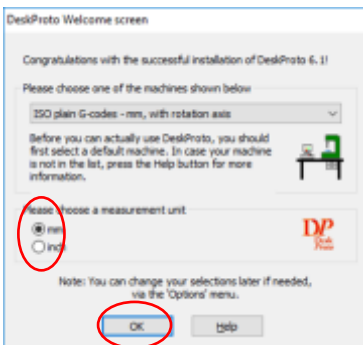 DeskProto Welcome screen
Congratulations with the successful installation of DeskProto 6.1!
Please choose one of the machines shown below
ISO plain G-codes - mm, with rotation axis
Before you can actually use DeskProto, you should
first select a default machine. In case your machine
is not in the list, press the Help button for more
information.
Please choose a measurement unit
mm
inch
DP
Desk
Proto
Note: You can change your selections later if needed,
via the 'Options' menu.
OK
Help